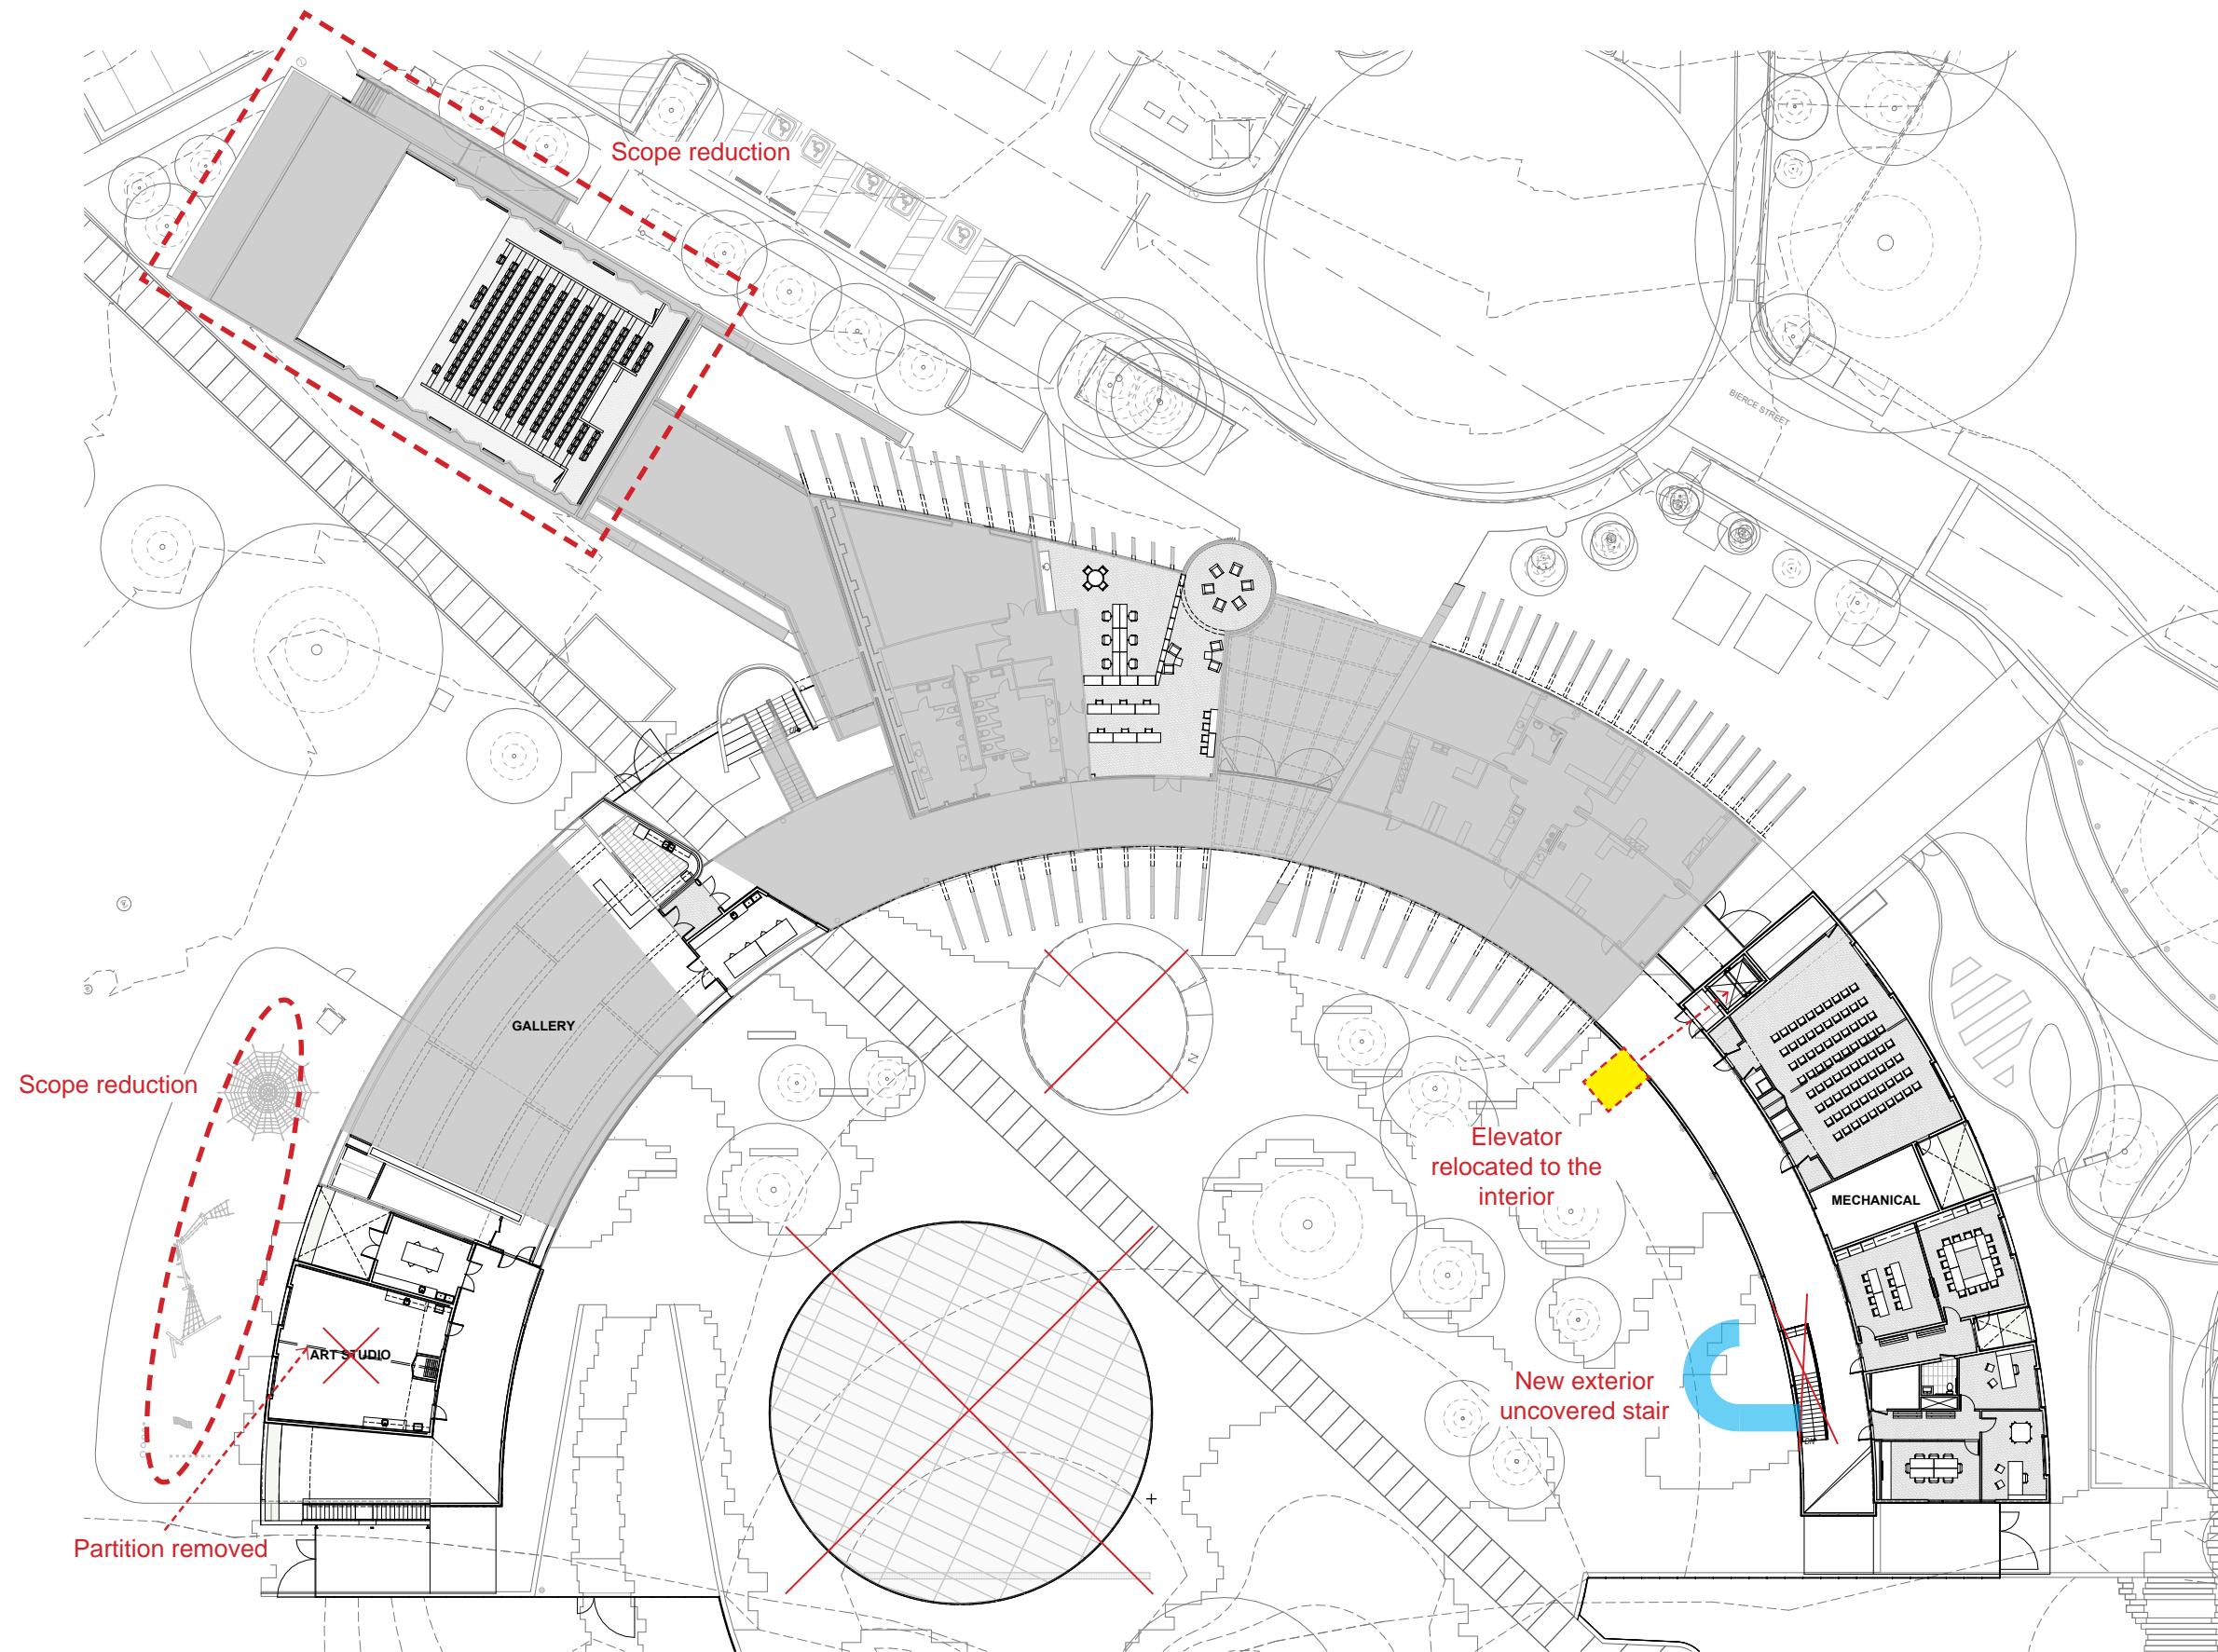 Scope reduction
BIERCE STREET
GALLERY
Scope reduction
Elevator
relocated to the
interior
MECHANICAL
ART STUDIO
New exterior
uncovered stair
Partition removed
N
DN